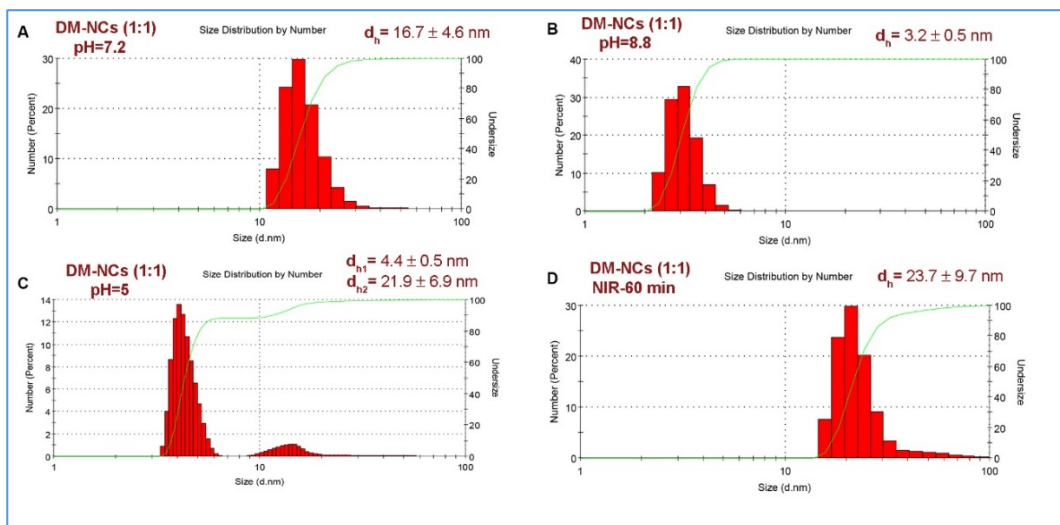 A
DM-NCs (1:1)
pH=7.2
Size Distribution by Number
dh= 16.7 ± 4.6 nm
Number (Percent)
30
20
10
0
100
80
60
40
20
0
Undersize
1
10
100
Size (d.nm)
B
DM-NCs (1:1)
pH=8.8
Size Distribution by Number
dh= 3.2 ± 0.5 nm
Number (Percent)
40
30
20
10
0
100
80
60
40
20
0
Undersize
1
10
100
Size (d.nm)
C
DM-NCs (1:1)
pH=5
Size Distribution by Number
dh1= 4.4 ± 0.5 nm
dh2= 21.9 ± 6.9 nm
Number (Percent)
14
12
10
8
6
4
2
0
100
80
60
40
20
0
Undersize
1
10
100
Size (d.nm)
D
DM-NCs (1:1)
NIR-60 min
Size Distribution by Number
dh= 23.7 ± 9.7 nm
Number (Percent)
30
20
10
0
100
80
60
40
20
0
Undersize
1
10
100
Size (d.nm)